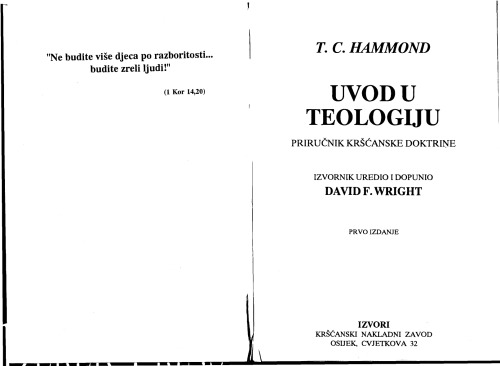 "Ne budite više djeca po razboritosti...
budite zreli ljudi!"
(1 Kor 14,20)
T. C. HAMMOND
UVOD U
TEOLOGIJU
PRIRUČNIK KRŠĆANSKE DOKTRINE
IZVORNIK UREDIO I DOPUNIO
DAVID F. WRIGHT
PRVO IZDANJE
IZVORI
KRŠĆANSKI NAKLADNI ZAVOD
OSIJEK, CVJETKOVA 32